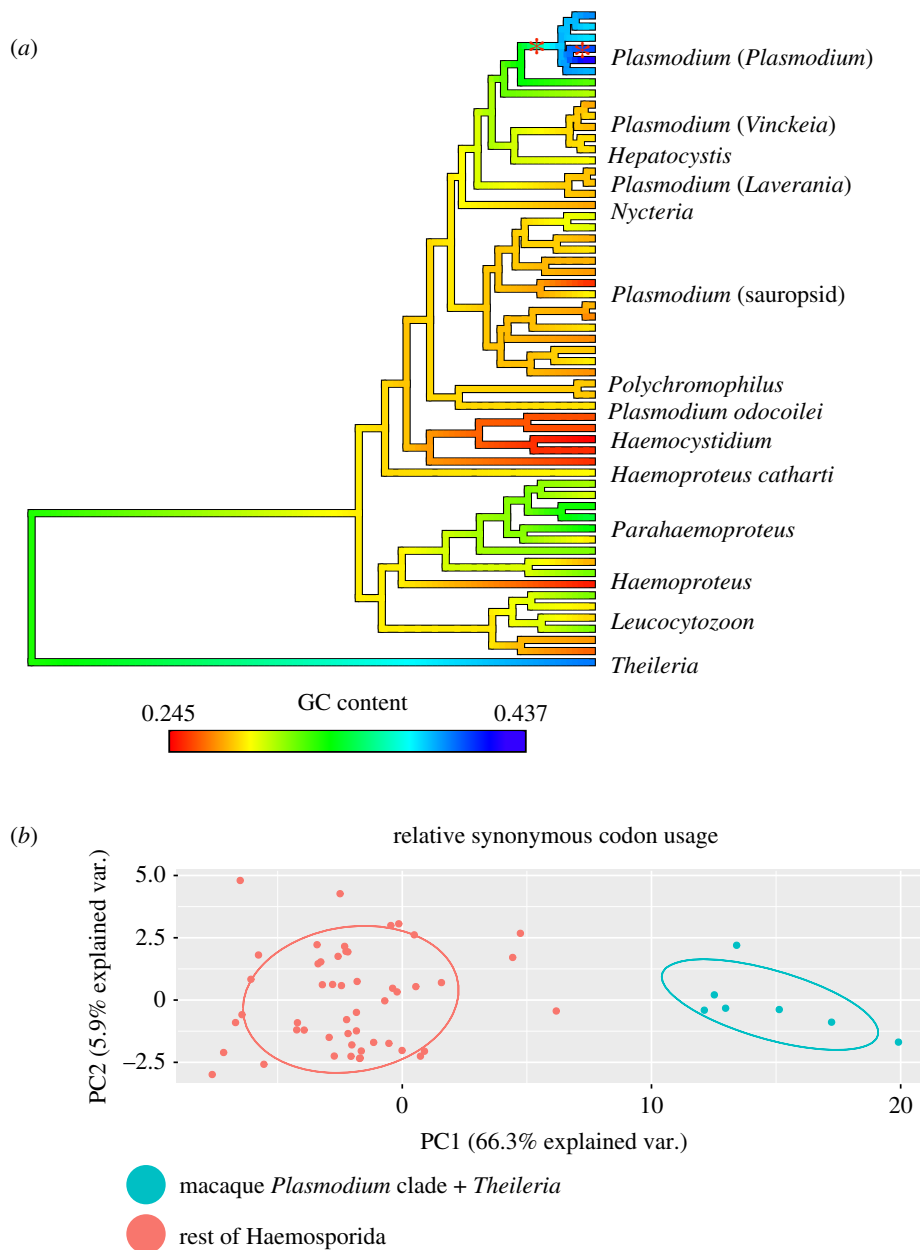 (a)
Plasmodium (Plasmodium)
Plasmodium (Vinckeia)
Hepatocystis
Plasmodium (Laverania)
Nycteria
Plasmodium (sauropsid)
Polychromophilus
Plasmodium odocoilei
Haemocystidium
Haemoproteus catharti
Parahaemoproteus
Haemoproteus
Leucocytozoon
Theileria
GC content
0.245
0.437
(b)
relative synonymous codon usage
PC2 (5.9% explained var.)
5.0
2.5
0
−2.5
0
10
20
PC1 (66.3% explained var.)
macaque Plasmodium clade + Theileria
rest of Haemosporida